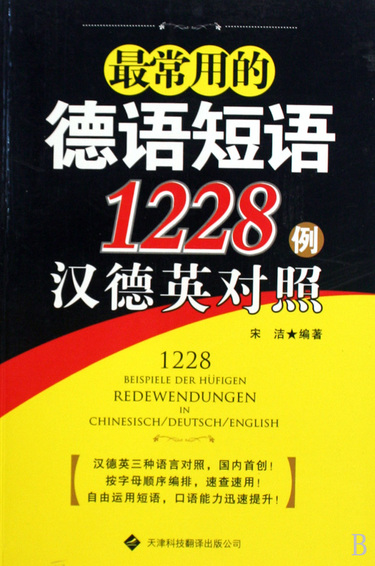 最常用的
德语短语
1228例
汉德英对照
宋 洁★编著
1228
BEISPIELE DER HÜFIGEN
REDEWENDUNGEN
IN
CHINESISCH/DEUTSCH/ENGLISH
汉德英三种语言对照，国内首创！
按字母顺序编排，速查速用！
自由运用短语，口语能力迅速提升！
天津科技翻译出版公司
B